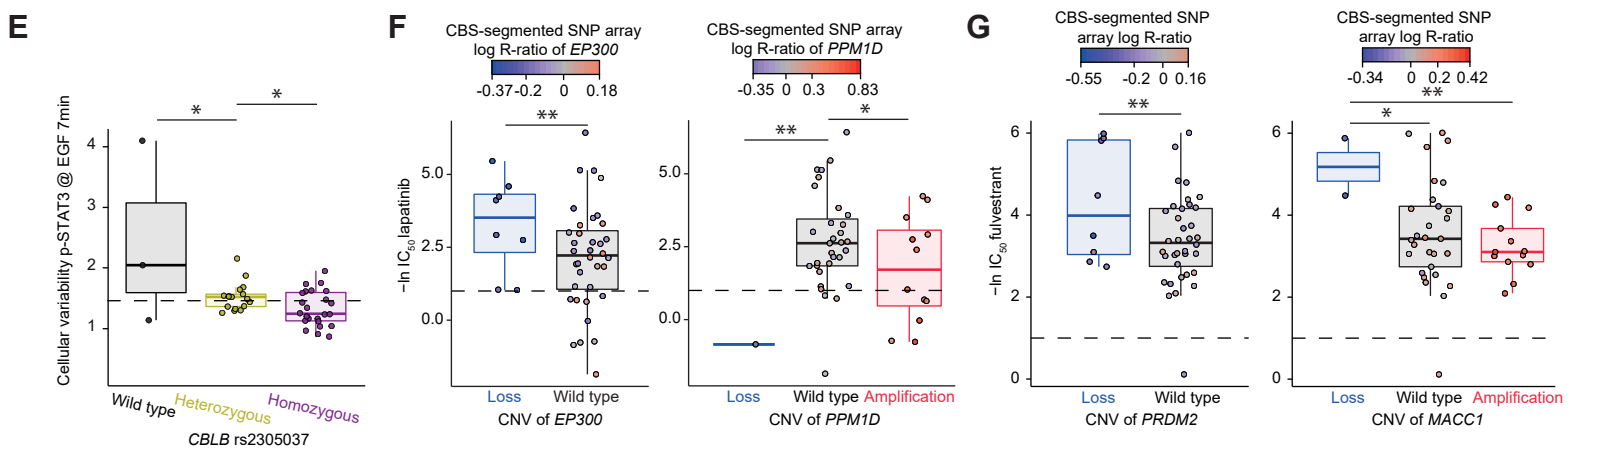 E
Cellular variability p-STAT3 @ EGF 7min
4
3
2
1
*
*
Wild type
Heterozygous
Homozygous
CBLB rs2305037
F
CBS-segmented SNP array
log R-ratio of EP300
-0.37 -0.2 0 0.18
**
−ln IC50 lapatinib
5.0
2.5
0.0
Loss
Wild type
CNV of EP300
CBS-segmented SNP array
log R-ratio of PPM1D
-0.35 0 0.3 0.83
**
*
5.0
2.5
0.0
Loss
Wild type
Amplification
CNV of PPM1D
G
CBS-segmented SNP
array log R-ratio
-0.55 -0.2 0 0.16
**
−ln IC50 fulvestrant
6
4
2
0
Loss
Wild type
CNV of PRDM2
CBS-segmented SNP
array log R-ratio
-0.34 0 0.2 0.42
**
*
6
4
2
0
Loss
Wild type
Amplification
CNV of MACC1